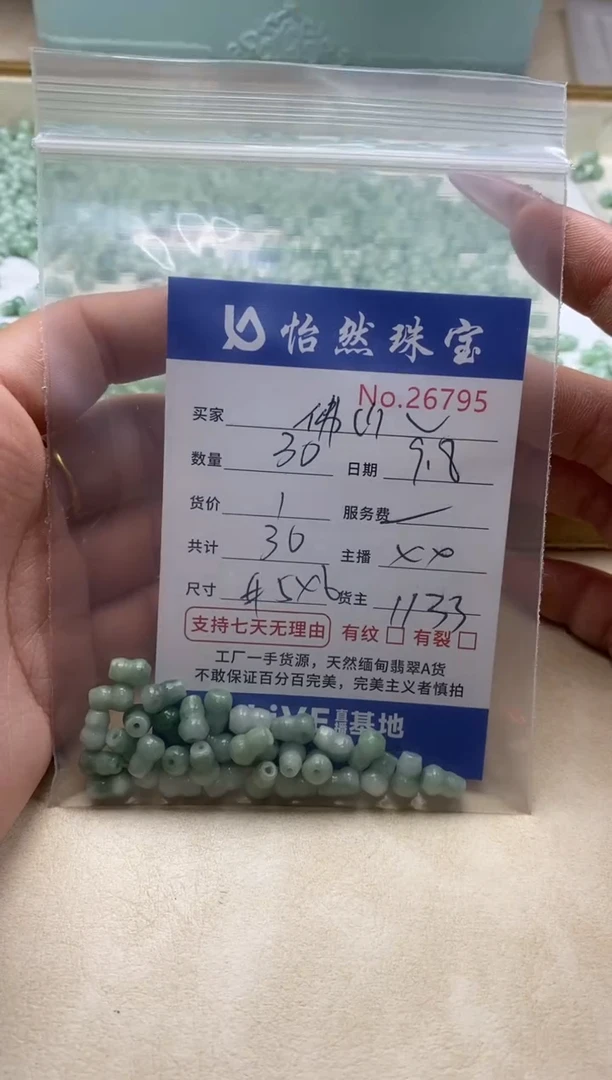 怡然珠宝
No.26795
买家 佛山
数量 30 日期 9.8
货价 1 服务费
共计 30 主播 xx
尺寸 #5x6 货主 1133
支持七天无理由 有纹 有裂
工厂一手货源，天然缅甸翡翠A货
不敢保证百分百完美，完美主义者慎拍
直播基地